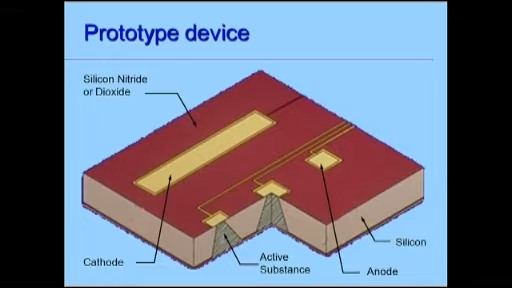 Prototype device
Silicon Nitride
or Dioxide
Cathode
Active
Substance
Anode
Silicon